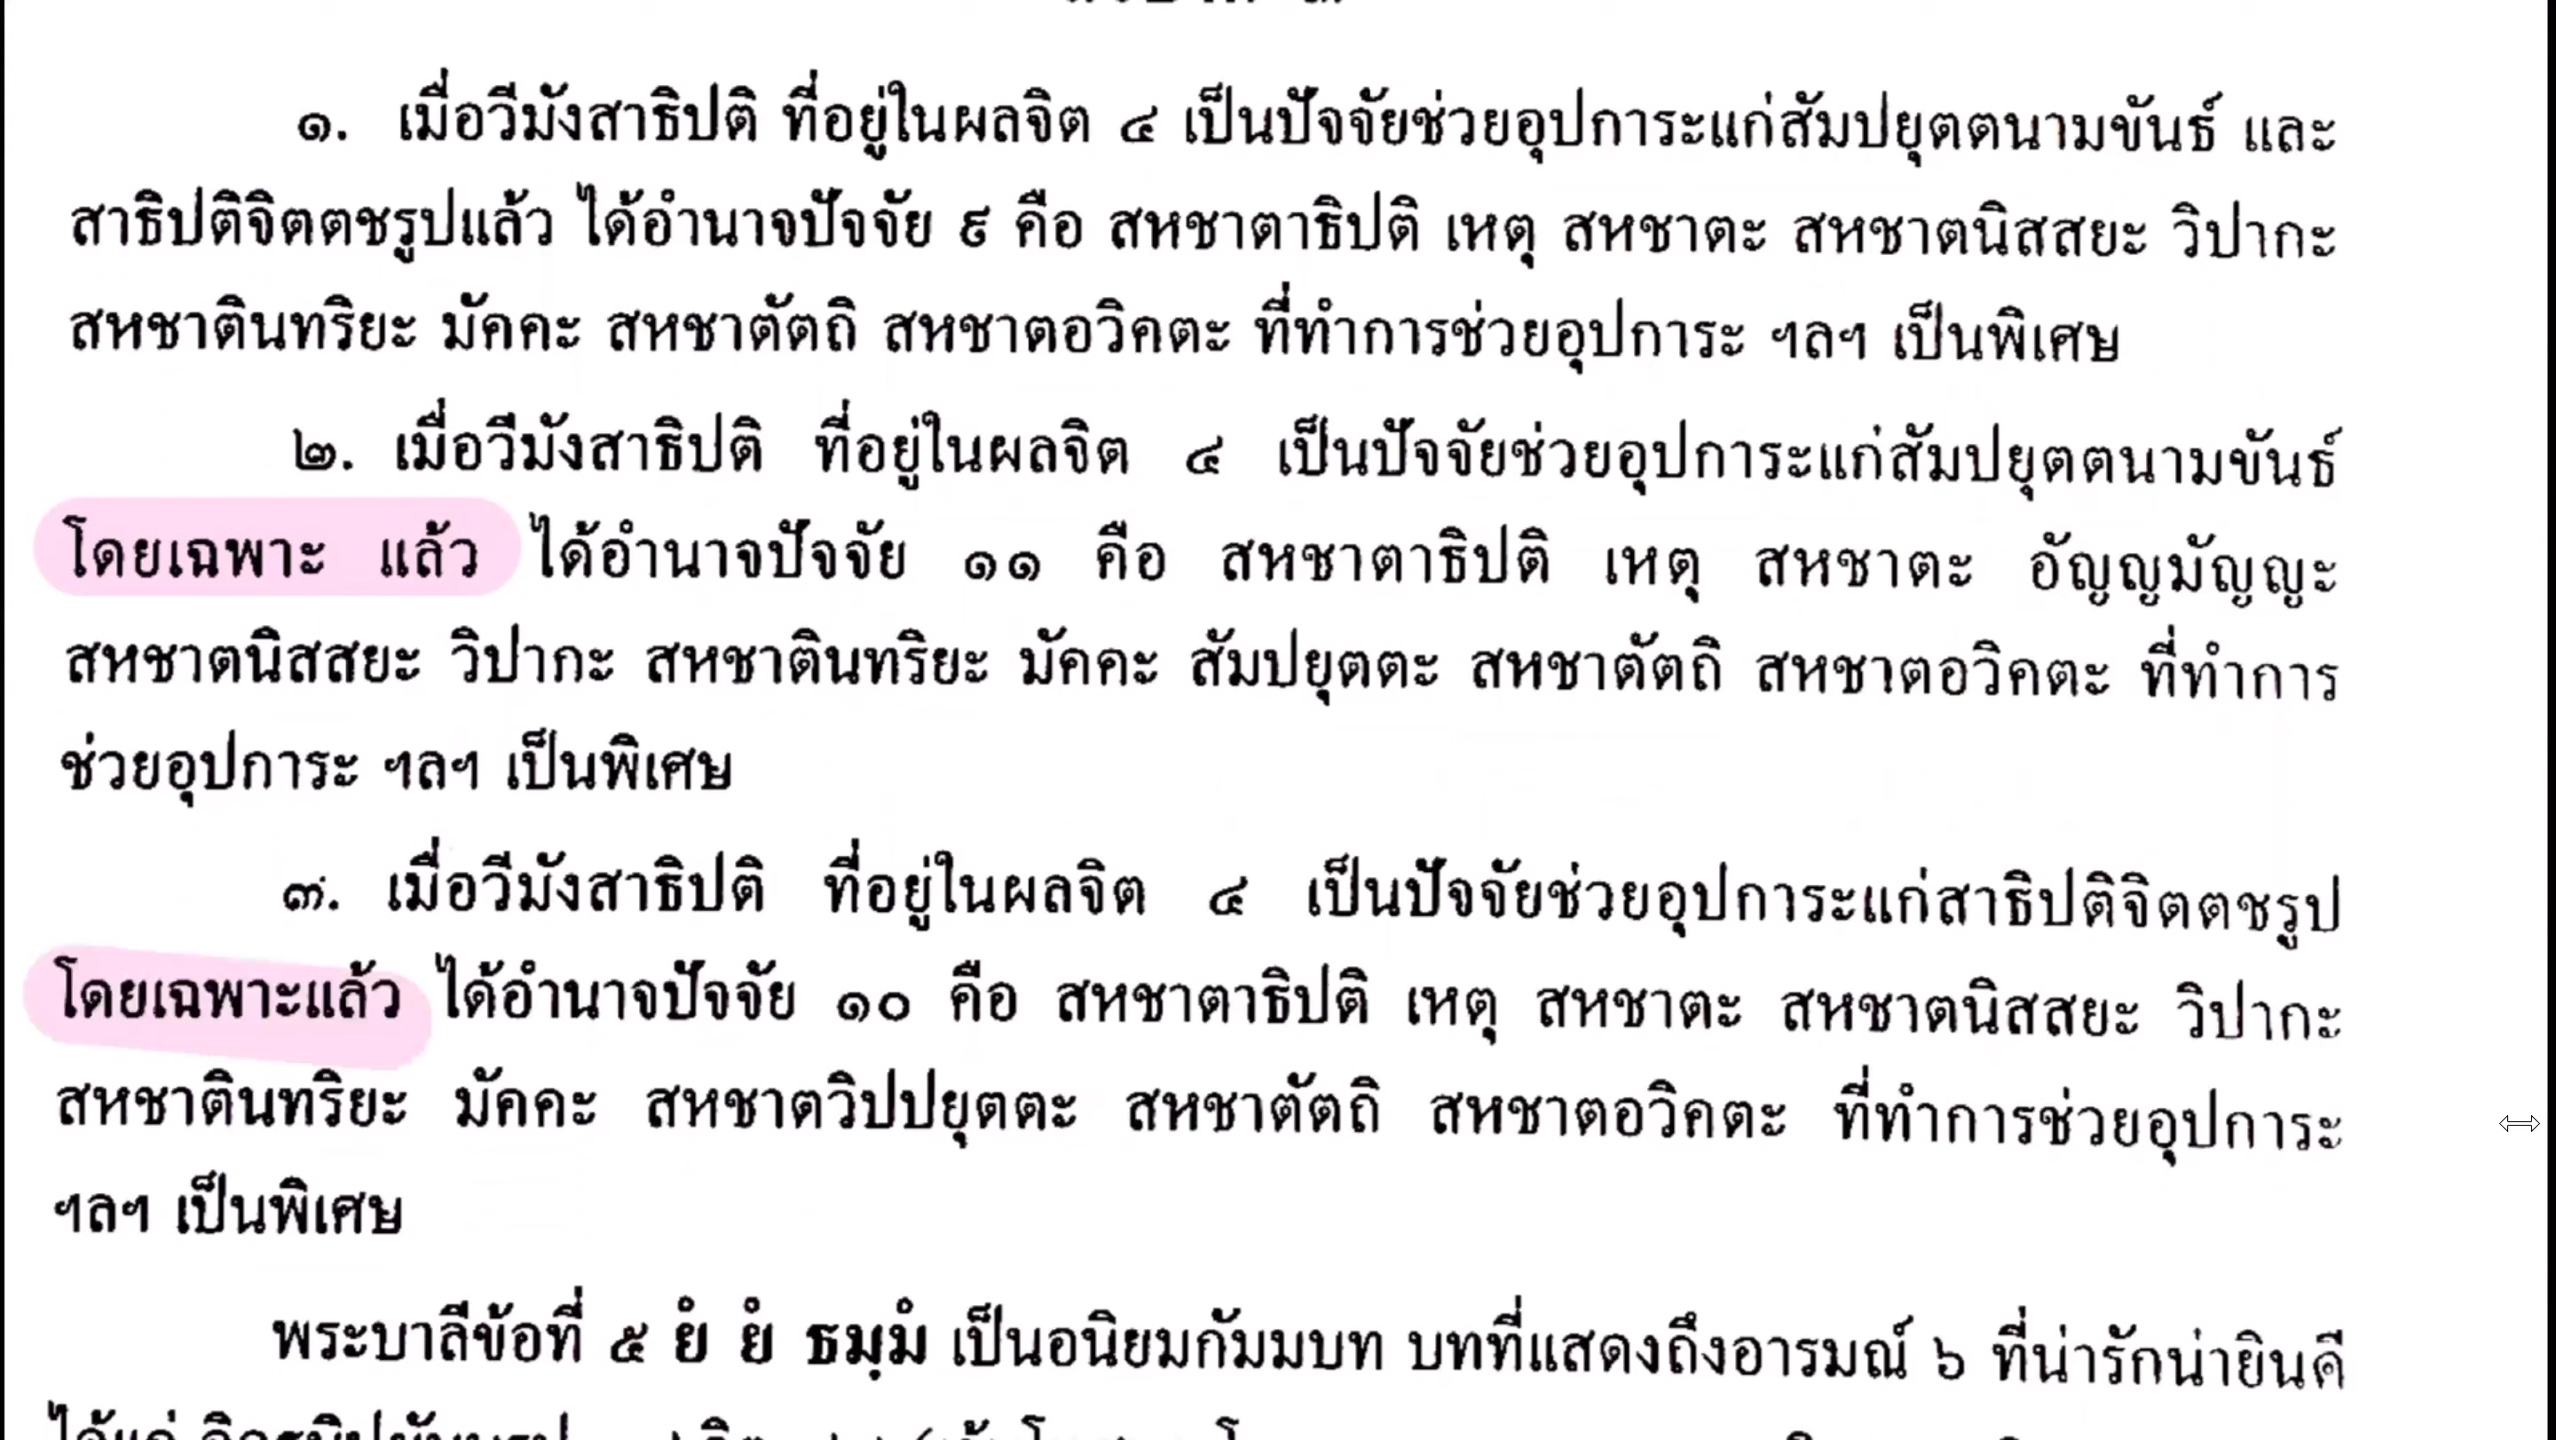 ๑. เมื่อวีมังสาธิปติ ที่อยู่ในผลจิต ๔ เป็นปัจจัยช่วยอุปการะแก่สัมปยุตตนามขันธ์ และ
สาธิปติจิตตชรูปแล้ว ได้อำนาจปัจจัย ๙ คือ สหชาตาธิปติ เหตุ สหชาตะ สหชาตนิสสยะ วิปากะ
สหชาตินทริยะ มัคคะ สหชาตัตถิ สหชาตอวิคตะ ที่ทำการช่วยอุปการะ ฯลฯ เป็นพิเศษ
๒. เมื่อวีมังสาธิปติ ที่อยู่ในผลจิต ๔ เป็นปัจจัยช่วยอุปการะแก่สัมปยุตตนามขันธ์
โดยเฉพาะ แล้ว ได้อำนาจปัจจัย ๑๑ คือ สหชาตาธิปติ เหตุ สหชาตะ อัญญมัญญะ
สหชาตนิสสยะ วิปากะ สหชาตินทริยะ มัคคะ สัมปยุตตะ สหชาตัตถิ สหชาตอวิคตะ ที่ทำการ
ช่วยอุปการะ ฯลฯ เป็นพิเศษ
๓. เมื่อวีมังสาธิปติ ที่อยู่ในผลจิต ๔ เป็นปัจจัยช่วยอุปการะแก่สาธิปติจิตตชรูป
โดยเฉพาะแล้ว ได้อำนาจปัจจัย ๑๐ คือ สหชาตาธิปติ เหตุ สหชาตะ สหชาตนิสสยะ วิปากะ
สหชาตินทริยะ มัคคะ สหชาตวิปปยุตตะ สหชาตัตถิ สหชาตอวิคตะ ที่ทำการช่วยอุปการะ
ฯลฯ เป็นพิเศษ
พระบาลีข้อที่ ๕ ยํ ยํ ธมฺมํ เป็นอนิยมกัมมบท บทที่แสดงถึงอารมณ์ ๖ ที่น่ารักน่ายินดี